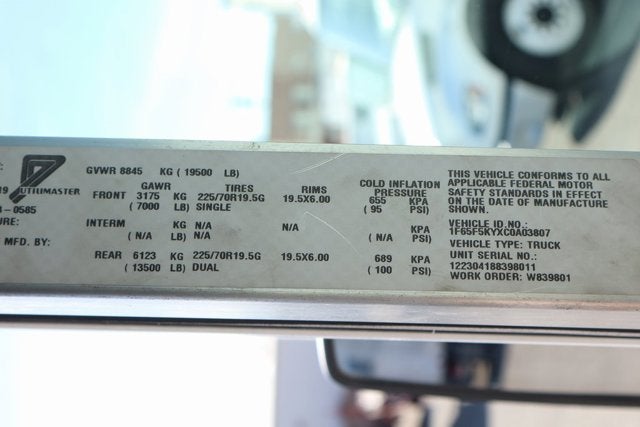 E:
19
UTILIMASTER
1-0585
URE:
MFD. BY:
GVWR 8845 KG ( 19500 LB)
GAWR TIRES RIMS COLD INFLATION PRESSURE
FRONT 3175 KG 225/70R19.5G 19.5X6.00 655 KPA
( 7000 LB) SINGLE ( 95 PSI)
INTERM KG N/A N/A KPA
( N/A LB) N/A (N/A PSI)
REAR 6123 KG 225/70R19.5G 19.5X6.00 689 KPA
( 13500 LB) DUAL ( 100 PSI)
THIS VEHICLE CONFORMS TO ALL
APPLICABLE FEDERAL MOTOR
SAFETY STANDARDS IN EFFECT
ON THE DATE OF MANUFACTURE
SHOWN.
VEHICLE ID.NO:
1F65F5KYXC0A03807
VEHICLE TYPE: TRUCK
UNIT SERIAL NO.:
122304188398011
WORK ORDER: W839801